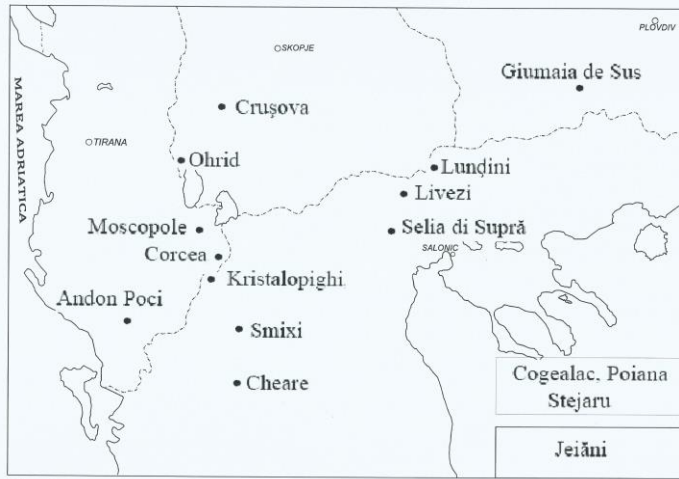 PLOVDIV
SKOPJE
Giumaia de Sus
MAREA ADRIATICA
Crușova
TIRANA
Ohrid
Lunḑini
Livezi
Moscopole
Selia di Supră
Corcea
SALONIC
Kristalopighi
Andon Poci
Smixi
Cheare
Cogealac, Poiana
Stejaru
Jeiăni